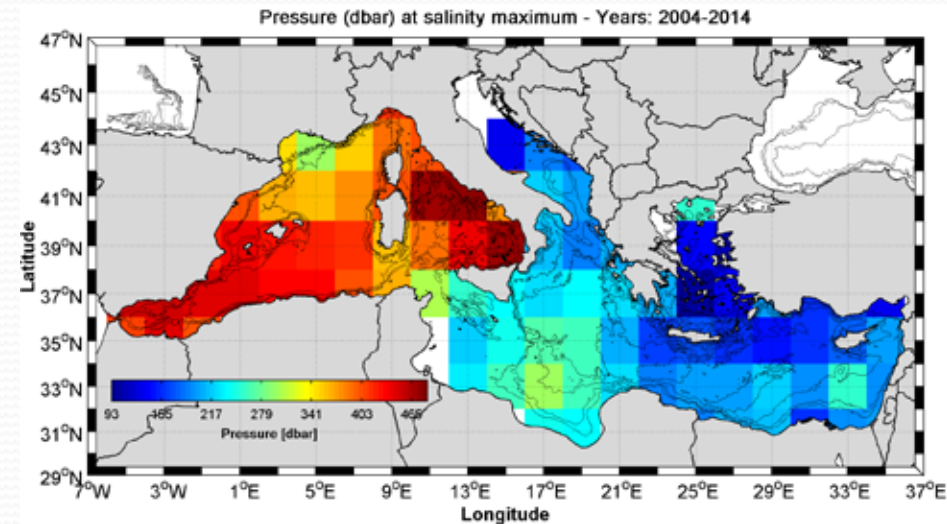 Pressure (dbar) at salinity maximum - Years: 2004-2014
47°N
45°N
43°N
41°N
39°N
37°N
35°N
33°N
31°N
29°N
Latitude
93 165 217 279 341 403 465
Pressure [dbar]
7°W 3°W 1°E 5°E 9°E 13°E 17°E 21°E 25°E 29°E 33°E 37°E
Longitude